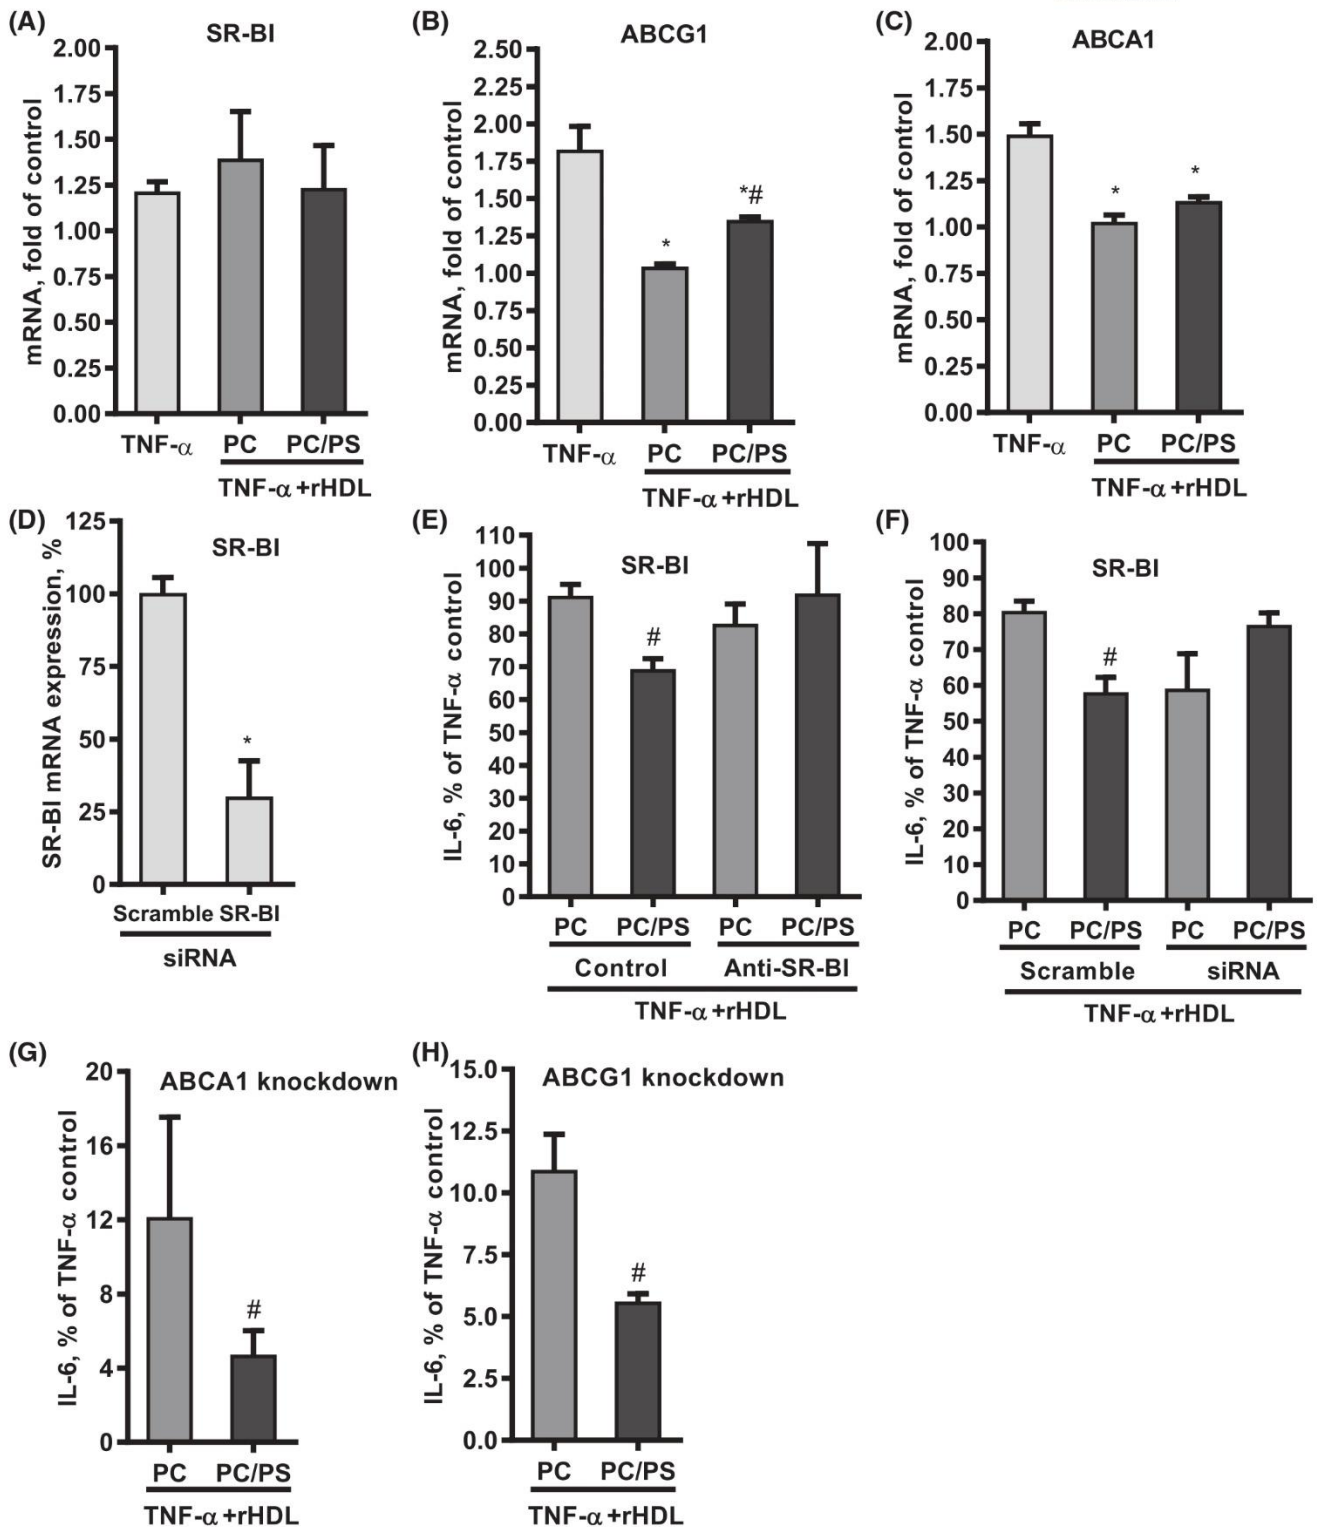 (A)
SR-BI
mRNA, fold of control
2.00
1.75
1.50
1.25
1.00
0.75
0.50
0.25
0.00
TNF-α PC PC/PS
TNF-α+rHDL
(B)
ABCG1
mRNA, fold of control
2.50
2.25
2.00
1.75
1.50
1.25
1.00
0.75
0.50
0.25
0.00
*
*#
TNF-α PC PC/PS
TNF-α+rHDL
(C)
ABCA1
mRNA, fold of control
2.00
1.75
1.50
1.25
1.00
0.75
0.50
0.25
0.00
*
*
TNF-α PC PC/PS
TNF-α+rHDL
(D)
SR-BI
SR-BI mRNA expression, %
125
100
75
50
25
0
*
Scramble SR-BI
siRNA
(E)
SR-BI
IL-6, % of TNF-α control
110
100
90
80
70
60
50
40
30
20
10
0
#
PC PC/PS PC PC/PS
Control Anti-SR-BI
TNF-α+rHDL
(F)
SR-BI
IL-6, % of TNF-α control
100
90
80
70
60
50
40
30
20
10
0
#
PC PC/PS PC PC/PS
Scramble siRNA
TNF-α+rHDL
(G)
ABCA1 knockdown
IL-6, % of TNF-α control
20
16
12
8
4
0
#
PC PC/PS
TNF-α+rHDL
(H)
ABCG1 knockdown
IL-6, % of TNF-α control
15.0
12.5
10.0
7.5
5.0
2.5
0.0
#
PC PC/PS
TNF-α+rHDL